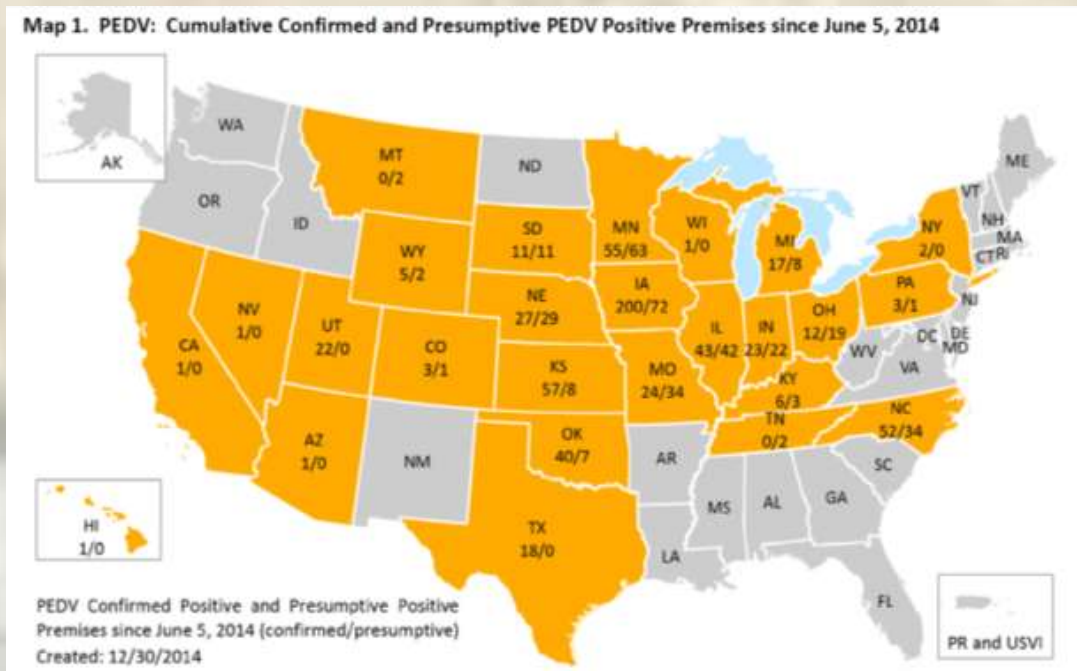 Map 1. PEDV: Cumulative Confirmed and Presumptive PEDV Positive Premises since June 5, 2014
AK
WA
OR
ID
MT
0/2
ND
SD
11/11
WY
5/2
NE
27/29
MN
55/63
WI
1/0
MI
17/8
IA
200/72
NY
2/0
VT
NH
ME
MA
CT
RI
PA
3/1
NJ
OH
12/19
IN
23/22
IL
43/42
WV
DC
DE
MD
VA
CA
1/0
NV
1/0
UT
22/0
CO
3/1
KS
57/8
MO
24/34
KY
6/3
TN
0/2
NC
52/34
AZ
1/0
NM
OK
40/7
AR
SC
MS
AL
GA
TX
18/0
LA
FL
HI
1/0
PR and USVI
PEDV Confirmed Positive and Presumptive Positive
Premises since June 5, 2014 (confirmed/presumptive)
Created: 12/30/2014